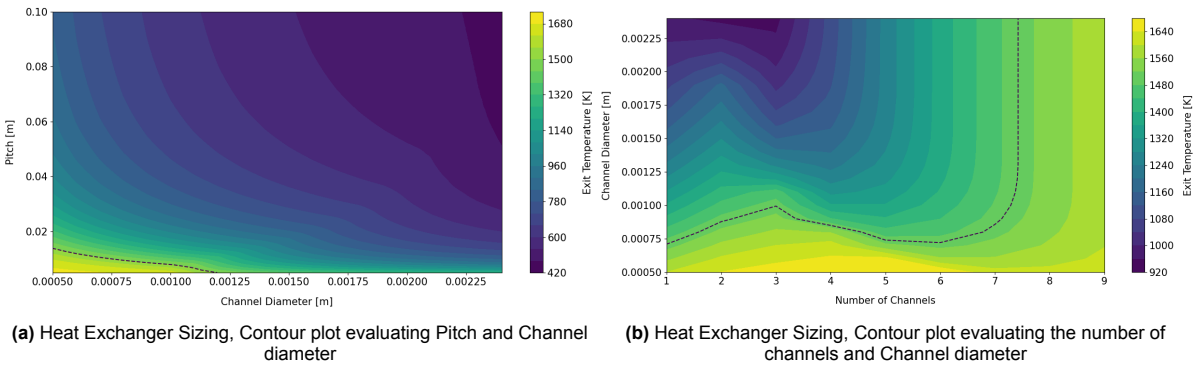 0.10
0.08
0.06
0.04
0.02
0.00
Pitch [m]
0.00050 0.00075 0.00100 0.00125 0.00150 0.00175 0.00200 0.00225
Channel Diameter [m]
1680
1500
1320
1140
960
780
600
420
Exit Temperature [K]
(a) Heat Exchanger Sizing, Contour plot evaluating Pitch and Channel
diameter
0.00225
0.00200
0.00175
0.00150
0.00125
0.00100
0.00075
0.00050
Channel Diameter [m]
1 2 3 4 5 6 7 8 9
Number of Channels
1640
1560
1480
1400
1320
1240
1160
1080
1000
920
Exit Temperature [K]
(b) Heat Exchanger Sizing, Contour plot evaluating the number of
channels and Channel diameter